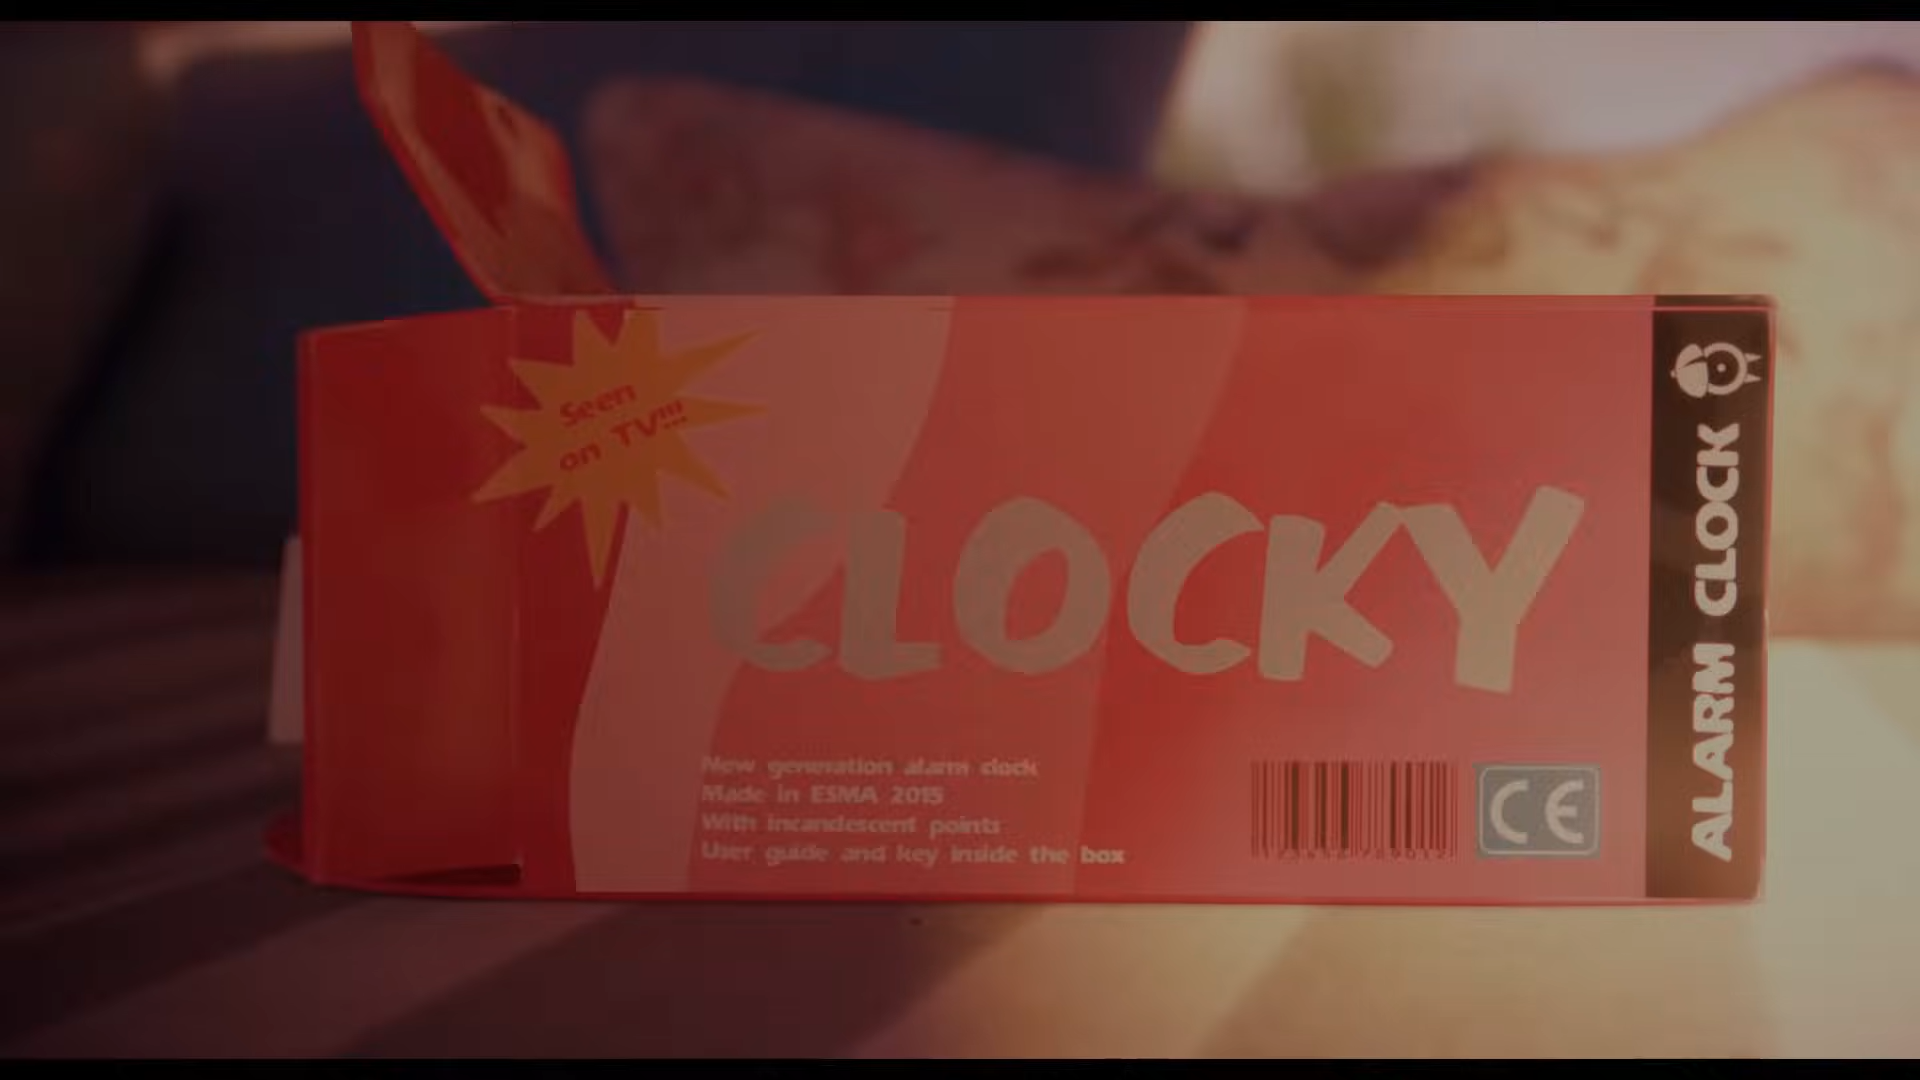 Seen
on TV!!!
CLOCKY
New generation alarm clock
Made in ESMA 2015
With incandescent points
User guide and key inside the box
CE
ALARM CLOCK